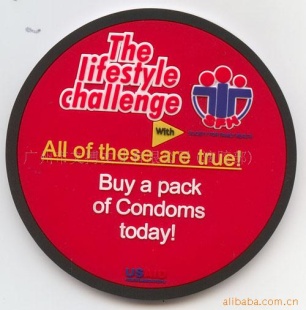 The
lifestyle
challenge
With
All of these are true!
Buy a pack
of Condoms
today!
alibaba.com.cn